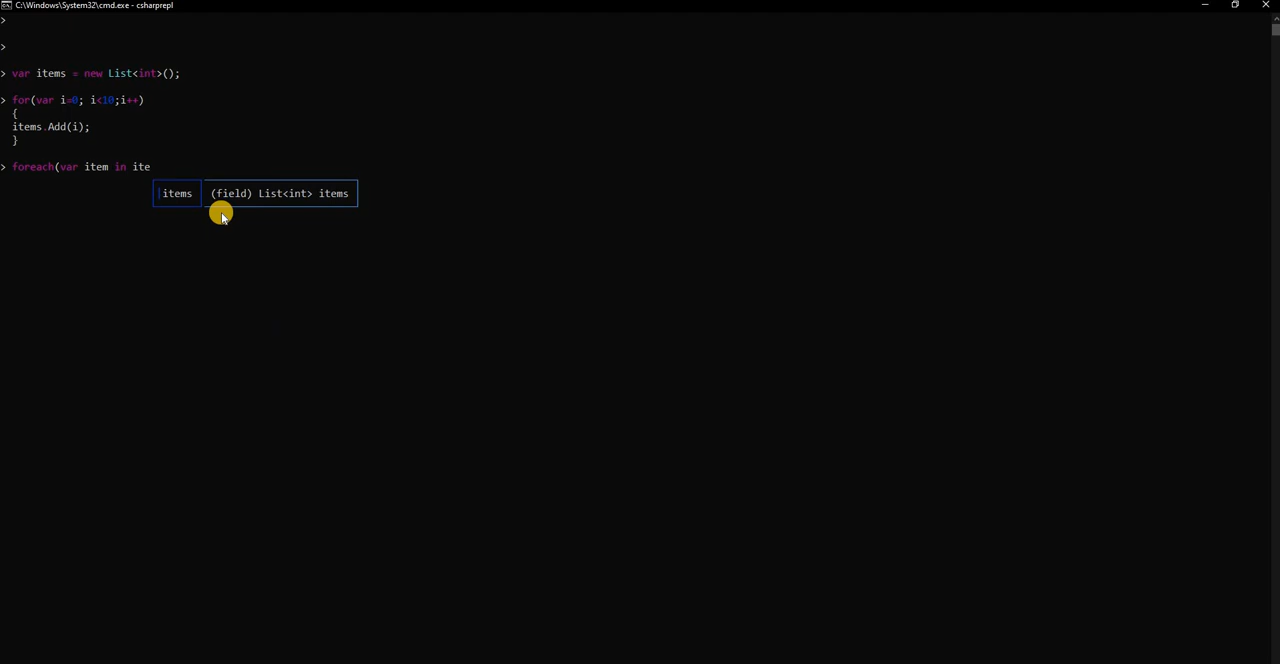 C:\Windows\System32\cmd.exe - csharprepl
>
>
> var items = new List<int>();
> for(var i=0; i<10;i++)
{
items.Add(i);
}
> foreach(var item in ite
items (field) List<int> items